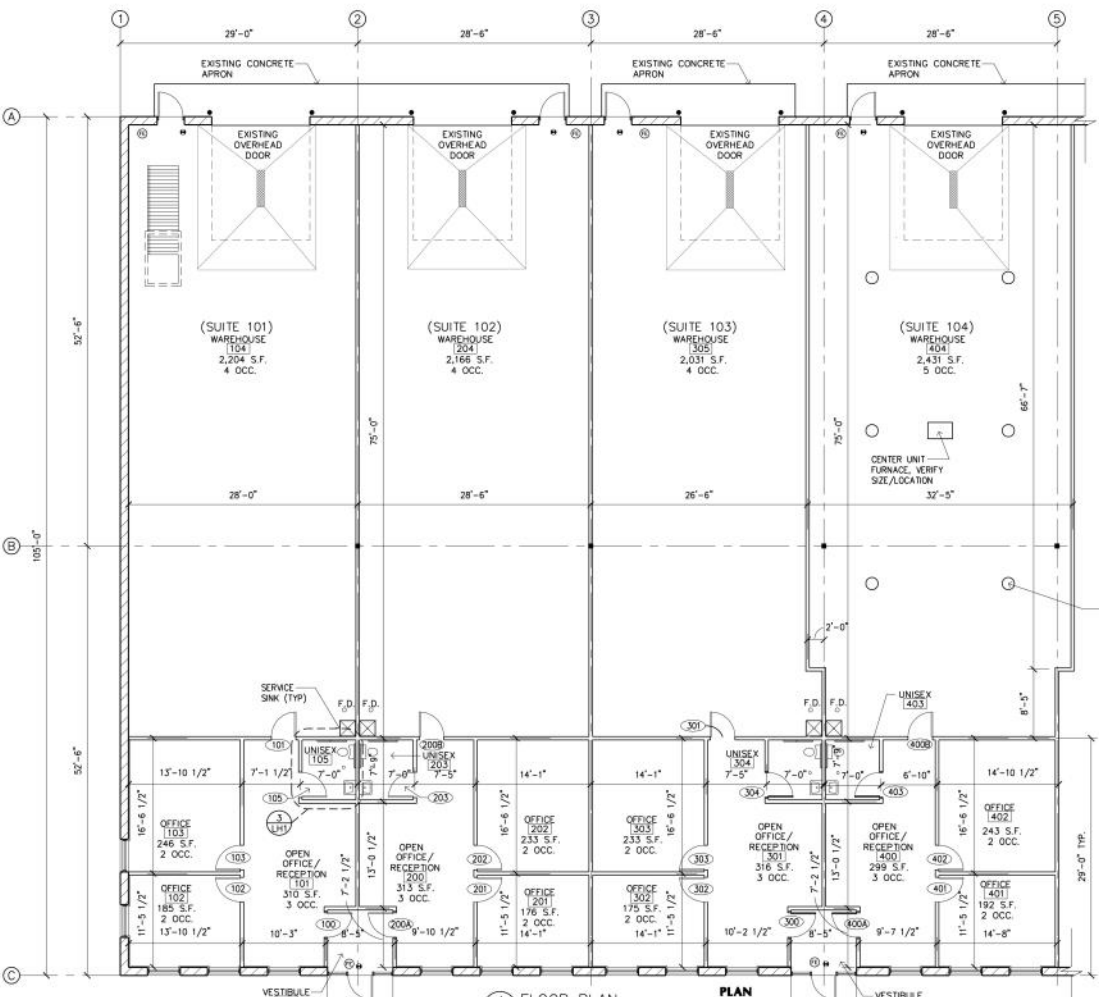 1
2
3
4
5
29'-0"
28'-6"
28'-6"
28'-6"
EXISTING CONCRETE
APRON
EXISTING CONCRETE
APRON
EXISTING CONCRETE
APRON
A
FE
FE
FE
FE
EXISTING
OVERHEAD
DOOR
EXISTING
OVERHEAD
DOOR
EXISTING
OVERHEAD
DOOR
EXISTING
OVERHEAD
DOOR
52'-6"
(SUITE 101)
WAREHOUSE
104
2,204 S.F.
4 OCC.
(SUITE 102)
WAREHOUSE
204
2,166 S.F.
4 OCC.
(SUITE 103)
WAREHOUSE
305
2,031 S.F.
4 OCC.
(SUITE 104)
WAREHOUSE
404
2,431 S.F.
5 OCC.
75'-0"
75'-0"
66'-7"
CENTER UNIT
FURNACE, VERIFY
SIZE/LOCATION
28'-0"
28'-6"
26'-6"
32'-5"
B
105'-0"
2'-0"
SERVICE
SINK (TYP)
F.D.
F.D.
F.D.
F.D.
UNISEX
403
8'-5"
52'-6"
101
UNISEX
105
200B
UNISEX
203
301
UNISEX
304
400B
13'-10 1/2"
7'-1 1/2"
7'-0"
7'-9"
7'-0"
7'-5"
14'-1"
14'-1"
7'-5"
7'-0"
7'-9"
7'-0"
6'-10"
14'-10 1/2"
105
203
304
403
3
LH1
16'-6 1/2"
OFFICE
103
246 S.F.
2 OCC.
103
OPEN
OFFICE/
RECEPTION
101
310 S.F.
3 OCC.
7'-2 1/2"
13'-0 1/2"
OPEN
OFFICE/
RECEPTION
200
313 S.F.
3 OCC.
202
16'-6 1/2"
OFFICE
202
233 S.F.
2 OCC.
OFFICE
303
233 S.F.
2 OCC.
16'-6 1/2"
303
OPEN
OFFICE/
RECEPTION
301
316 S.F.
3 OCC.
7'-2 1/2"
13'-0 1/2"
OPEN
OFFICE/
RECEPTION
400
299 S.F.
3 OCC.
402
16'-6 1/2"
OFFICE
402
243 S.F.
2 OCC.
29'-0" TYP.
11'-5 1/2"
OFFICE
102
185 S.F.
2 OCC.
102
201
11'-5 1/2"
OFFICE
201
176 S.F.
2 OCC.
OFFICE
302
175 S.F.
2 OCC.
11'-5 1/2"
302
401
11'-5 1/2"
OFFICE
401
192 S.F.
2 OCC.
100
200A
300
400A
13'-10 1/2"
10'-3"
8'-5"
9'-10 1/2"
14'-1"
14'-1"
10'-2 1/2"
8'-5"
9'-7 1/2"
14'-8"
C
FE
FE
VESTIBULE
FLOOR PLAN
PLAN
VESTIBULE